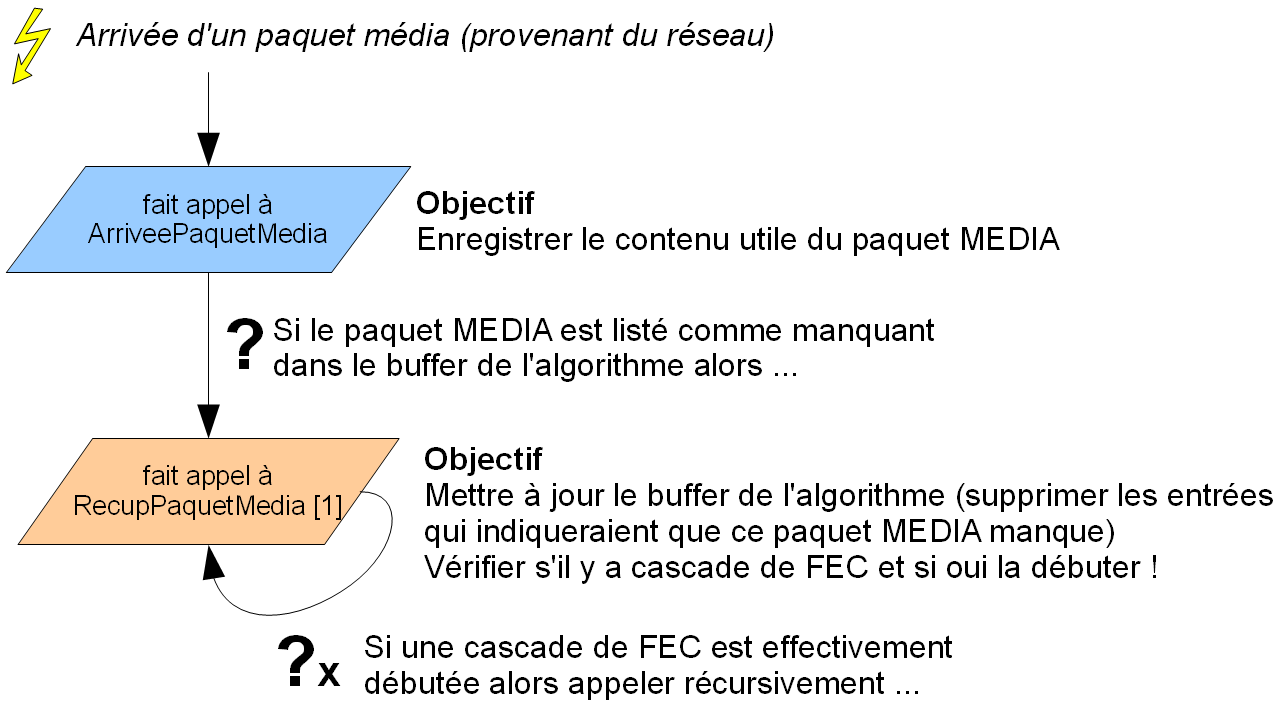 Arrivée d'un paquet média (provenant du réseau)
fait appel à
ArriveePaquetMedia
Objectif
Enregistrer le contenu utile du paquet MEDIA
? Si le paquet MEDIA est listé comme manquant
dans le buffer de l'algorithme alors ...
fait appel à
RecupPaquetMedia [1]
Objectif
Mettre à jour le buffer de l'algorithme (supprimer les entrées
qui indiqueraient que ce paquet MEDIA manque)
Vérifier s'il y a cascade de FEC et si oui la débuter !
?x Si une cascade de FEC est effectivement
débutée alors appeler récursivement ...